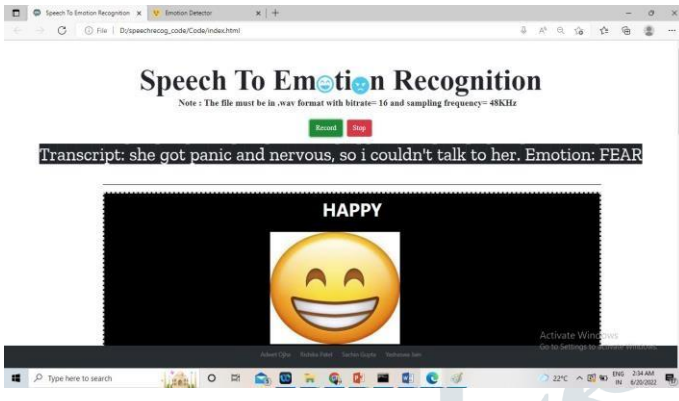 Speech To Emotion Recognition
Emotion Detector
File
D:/speechrecog_code/Code/index.html
Speech To Emotion Recognition
Note : The file must be in .wav format with bitrate= 16 and sampling frequency= 48KHz
Record Stop
Transcript: she got panic and nervous, so i couldn't talk to her. Emotion: FEAR
HAPPY
Activate Windows
Go to Settings to activate Windows.
Type here to search
22°C
ENG
IN
2:34 AM
6/20/2022